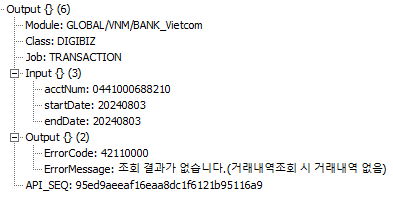 Output {} (6)
Module: GLOBAL/VNM/BANK_Vietcom
Class: DIGIBIZ
Job: TRANSACTION
Input {} (3)
acctNum: 0441000688210
startDate: 20240803
endDate: 20240803
Output {} (2)
ErrorCode: 42110000
ErrorMessage: 조회 결과가 없습니다.(거래내역조회 시 거래내역 없음)
API_SEQ: 95ed9aeeaf16eaa8dc1f6121b95116a9